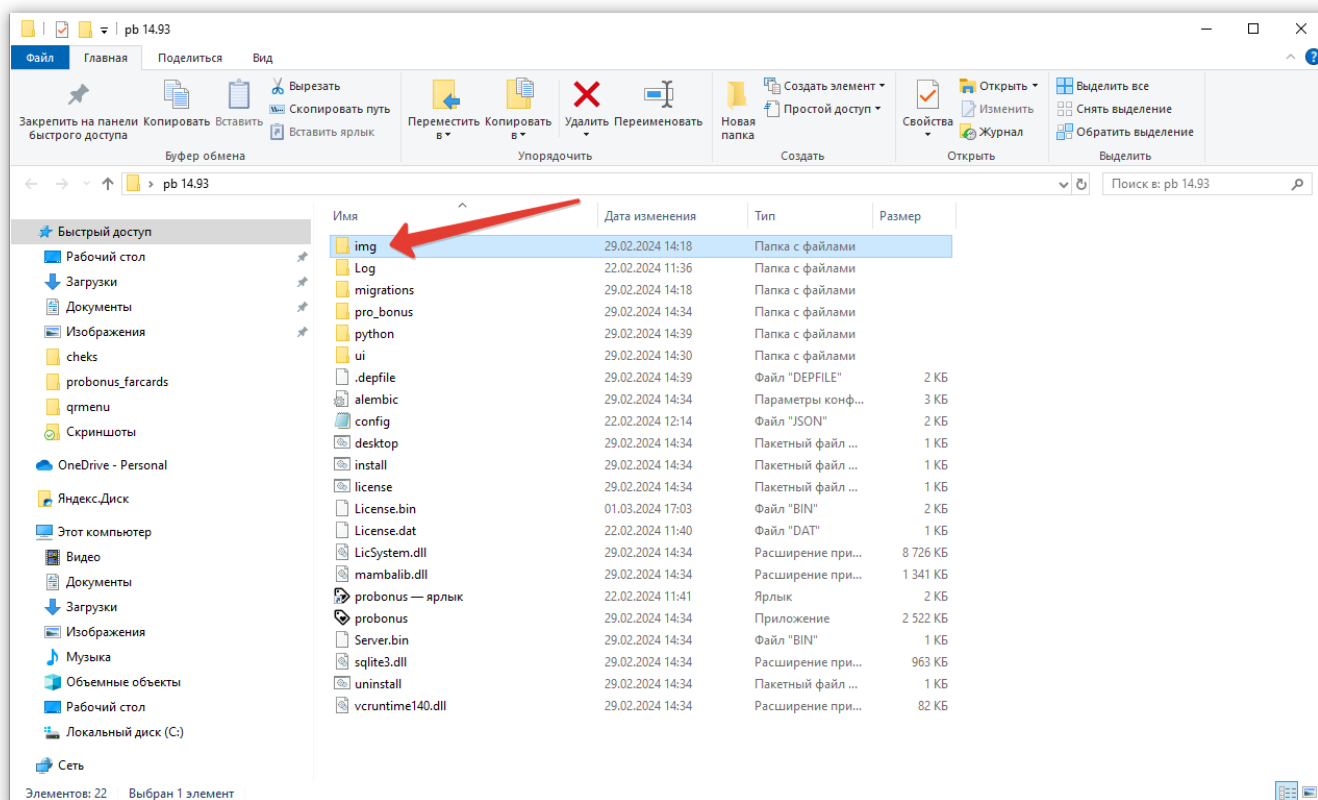 pb 14.93
Файл Главная Поделиться Вид
Закрепить на панели быстрого доступа
Копировать
Вставить
Вырезать
Скопировать путь
Вставить ярлык
Буфер обмена
Переместить в
Копировать в
Удалить
Переименовать
Упорядочить
Новая папка
Создать элемент
Простой доступ
Создать
Свойства
Открыть
Изменить
Журнал
Открыть
Выделить все
Снять выделение
Обратить выделение
Выделить
pb 14.93
Поиск в: pb 14.93
Быстрый доступ
Рабочий стол
Загрузки
Документы
Изображения
cheks
probonus_farcards
qrmenu
Скриншоты
OneDrive - Personal
Яндекс.Диск
Этот компьютер
Видео
Документы
Загрузки
Изображения
Музыка
Объемные объекты
Рабочий стол
Локальный диск (C:)
Сеть
Имя Дата изменения Тип Размер
img 29.02.2024 14:18 Папка с файлами
Log 22.02.2024 11:36 Папка с файлами
migrations 29.02.2024 14:18 Папка с файлами
pro_bonus 29.02.2024 14:34 Папка с файлами
python 29.02.2024 14:39 Папка с файлами
ui 29.02.2024 14:30 Папка с файлами
.depfile 29.02.2024 14:39 Файл "DEPFILE" 2 КБ
alembic 29.02.2024 14:34 Параметры конф... 3 КБ
config 22.02.2024 12:14 Файл "JSON" 2 КБ
desktop 29.02.2024 14:34 Пакетный файл ... 1 КБ
install 29.02.2024 14:34 Пакетный файл ... 1 КБ
license 29.02.2024 14:34 Пакетный файл ... 1 КБ
License.bin 01.03.2024 17:03 Файл "BIN" 2 КБ
License.dat 22.02.2024 11:40 Файл "DAT" 1 КБ
LicSystem.dll 29.02.2024 14:34 Расширение при... 8 726 КБ
mambalib.dll 29.02.2024 14:34 Расширение при... 1 341 КБ
probonus — ярлык 22.02.2024 11:41 Ярлык 2 КБ
probonus 29.02.2024 14:34 Приложение 2 522 КБ
Server.bin 29.02.2024 14:34 Файл "BIN" 1 КБ
sqlite3.dll 29.02.2024 14:34 Расширение при... 963 КБ
uninstall 29.02.2024 14:34 Пакетный файл ... 1 КБ
vcruntime140.dll 29.02.2024 14:34 Расширение при... 82 КБ
Элементов: 22 Выбран 1 элемент